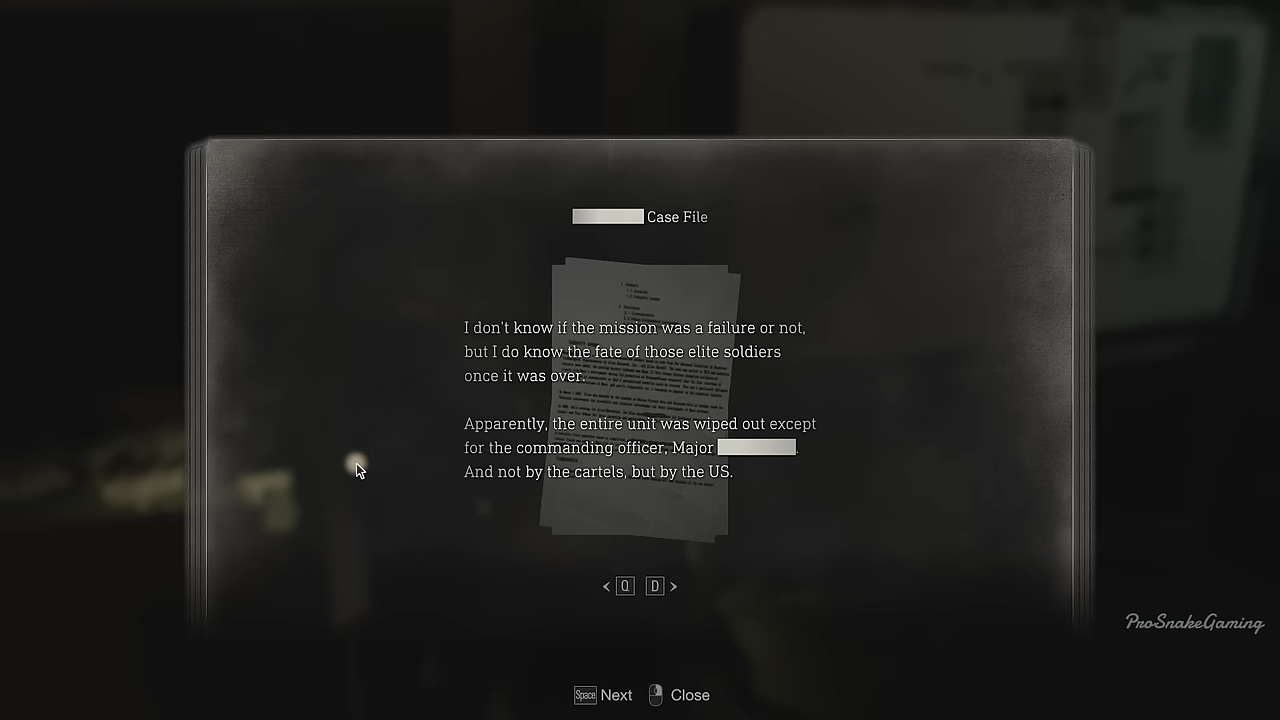 Case File
I don't know if the mission was a failure or not,
but I do know the fate of those elite soldiers
once it was over.
Apparently, the entire unit was wiped out except
for the commanding officer, Major .
And not by the cartels, but by the US.
< Q D >
Space Next Close
ProSnakeGaming